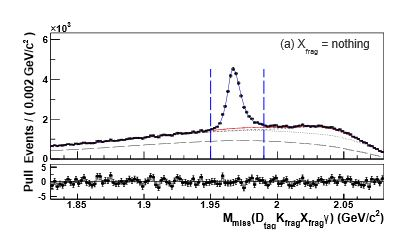 ×10³
(a) X_frag = nothing
Events / ( 0.002 GeV/c² )
6
4
2
0
Pull
5
0
-5
1.85 1.9 1.95 2 2.05
M_miss(D_tag K_frag X_frag γ) (GeV/c²)